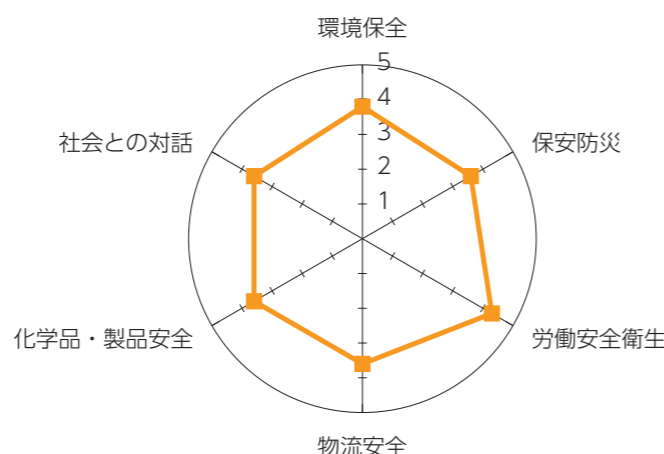 環境保全
5
4
3
2
1
保安防災
労働安全衛生
物流安全
化学品・製品安全
社会との対話